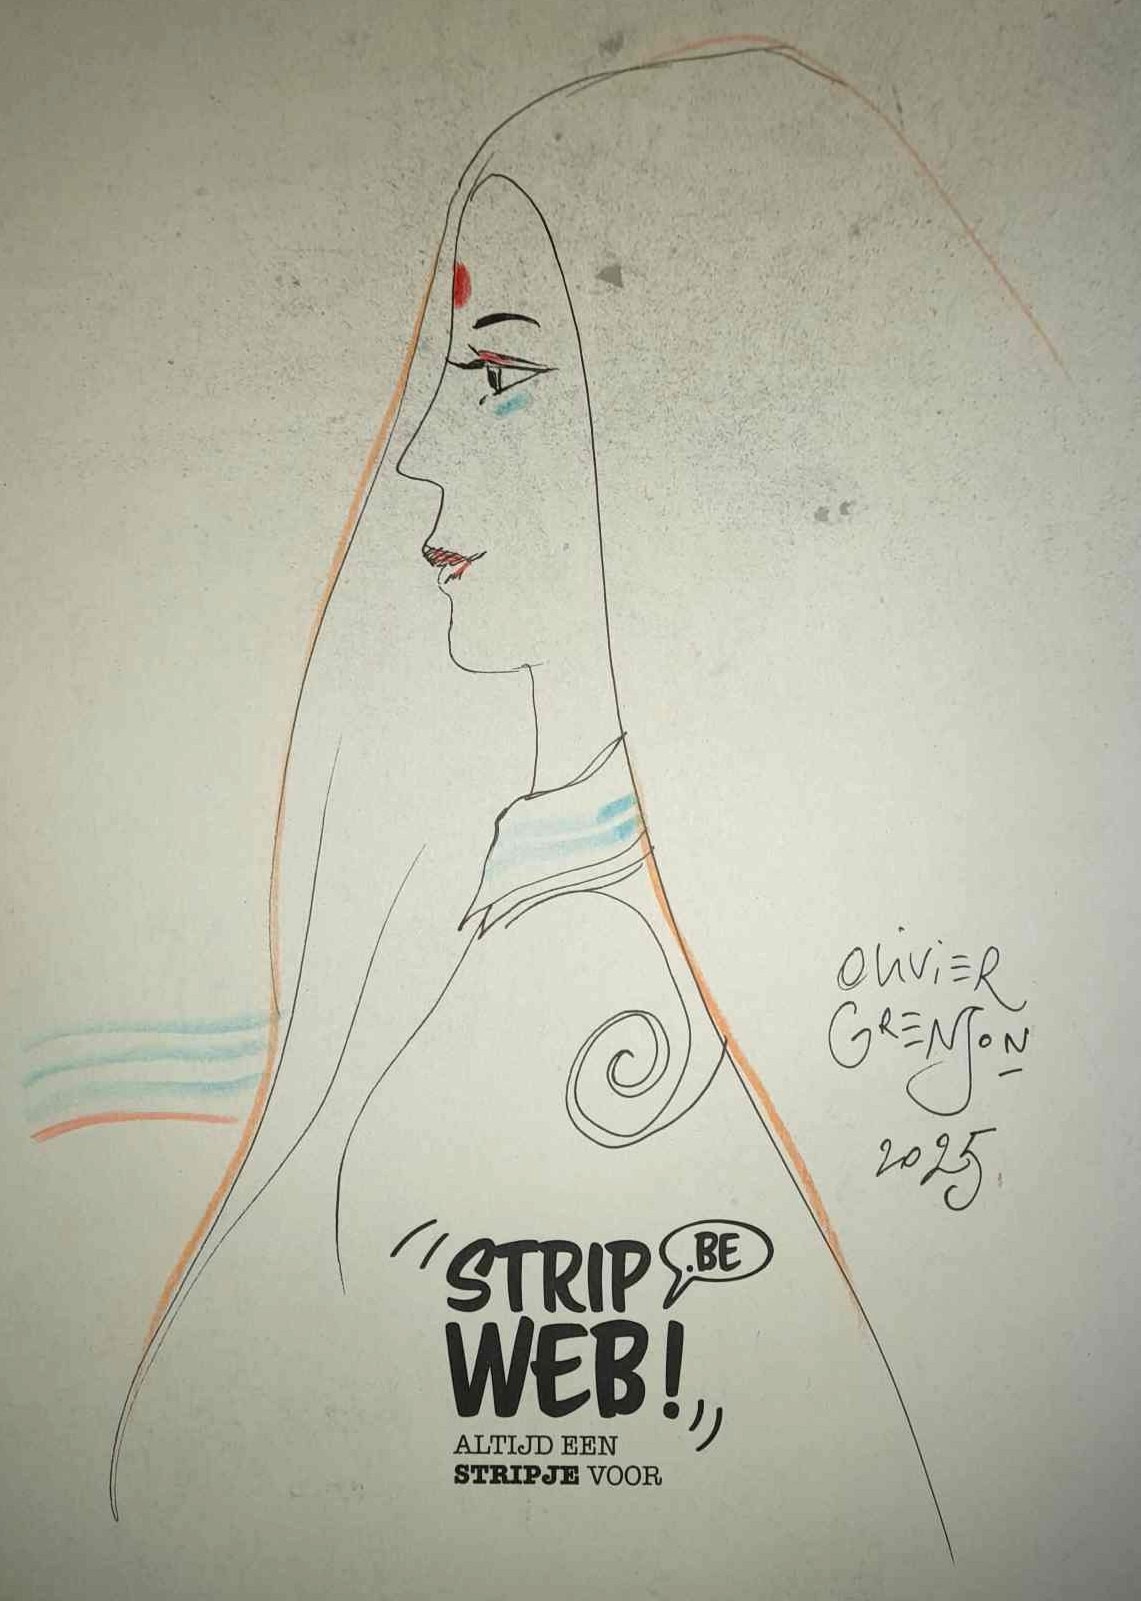 OLIVIER
GRENSON
2025
STRIP .BE
WEB!
ALTIJD EEN
STRIPJE VOOR